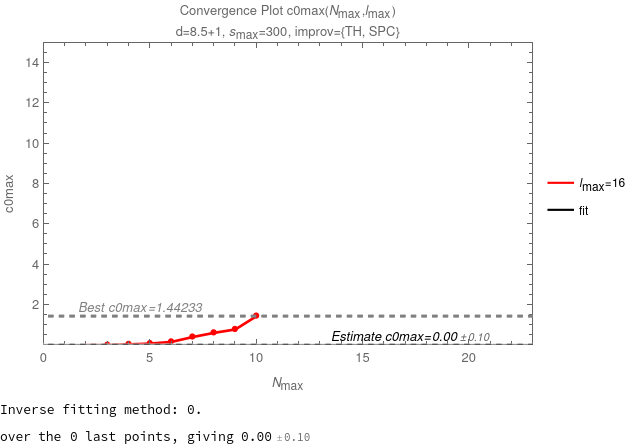 Convergence Plot c0max(Nmax,lmax)
d=8.5+1, smax=300, improv={TH, SPC}
14
12
10
8
6
4
2
c0max
lmax=16
fit
Best c0max=1.44233
Estimate c0max=0.00 ±0.10
0 5 10 15 20
Nmax
Inverse fitting method: 0.
over the 0 last points, giving 0.00 ±0.10